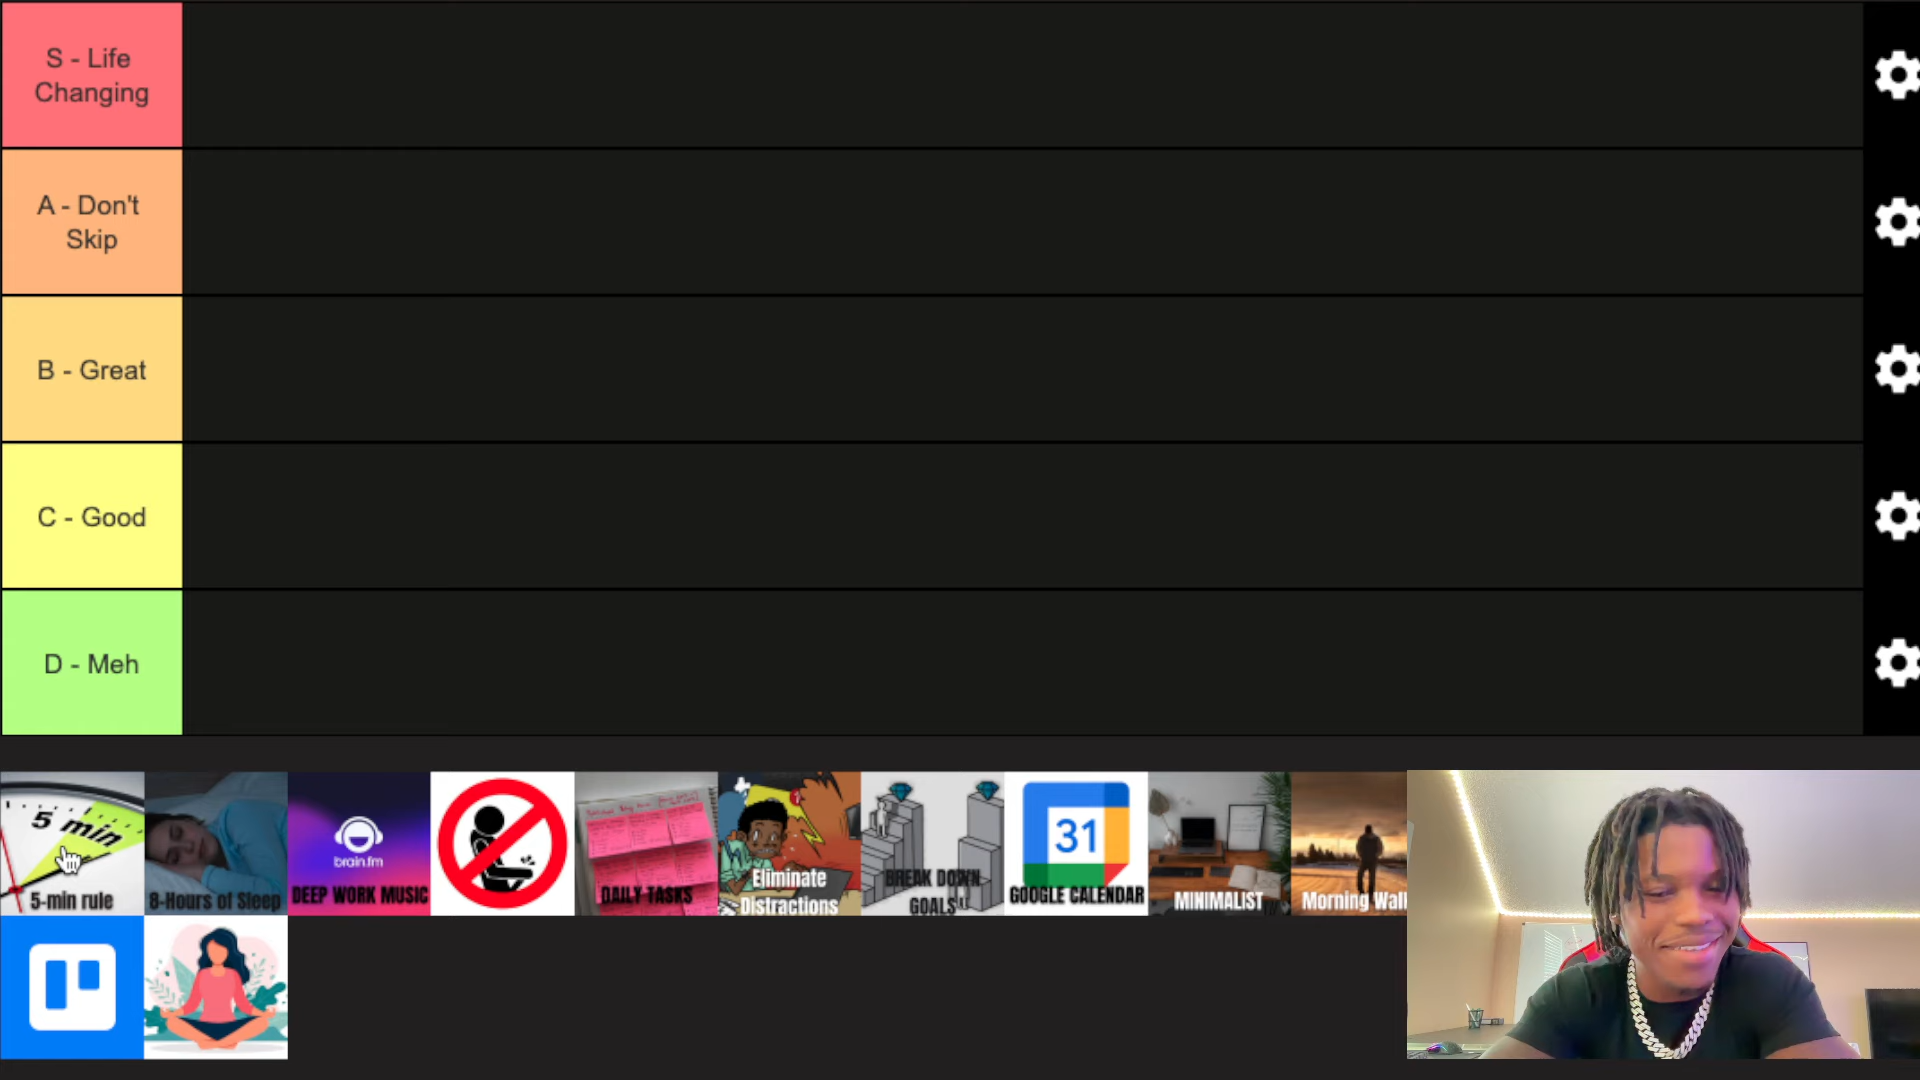 S - Life
Changing
A - Don't
Skip
B - Great
C - Good
D - Meh
5 min
5-min rule
8-Hours of Sleep
brain.fm
DEEP WORK MUSIC
DAILY TASKS
Eliminate
Distractions
BREAK DOWN
GOALS
31
GOOGLE CALENDAR
MINIMALIST
Morning Wal